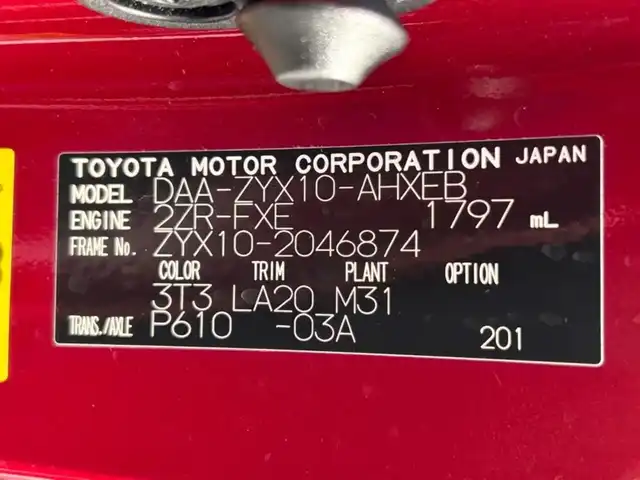 TOYOTA MOTOR CORPORATION JAPAN
MODEL DAA-ZYX10-AHXEB
ENGINE 2ZR-FXE 1797 mL
FRAME No. ZYX10-2046874
COLOR TRIM PLANT OPTION
3T3 LA20 M31
TRANS./AXLE P610 -03A
201